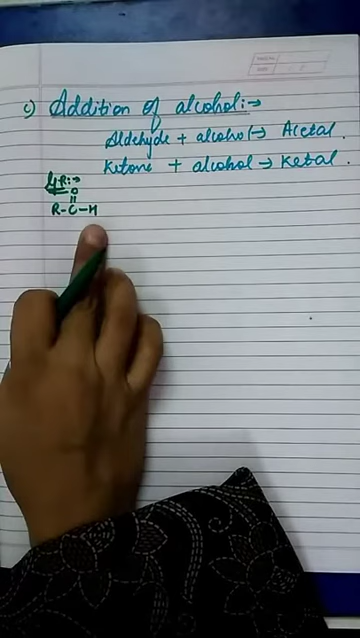 c) Addition of alcohol:→
Aldehyde + alcohol → Acetal.
Ketone + alcohol → Ketal.
G.R:→
O
R-C-H